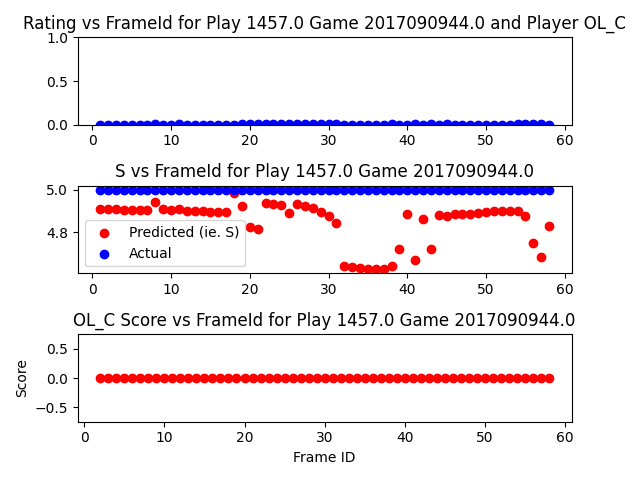 Rating vs FrameId for Play 1457.0 Game 2017090944.0 and Player OL_C
1.0
0.5
0.0
0 10 20 30 40 50 60
S vs FrameId for Play 1457.0 Game 2017090944.0
5.0
4.8
Predicted (ie. S)
Actual
0 10 20 30 40 50 60
OL_C Score vs FrameId for Play 1457.0 Game 2017090944.0
0.5
0.0
−0.5
Score
0 10 20 30 40 50 60
Frame ID